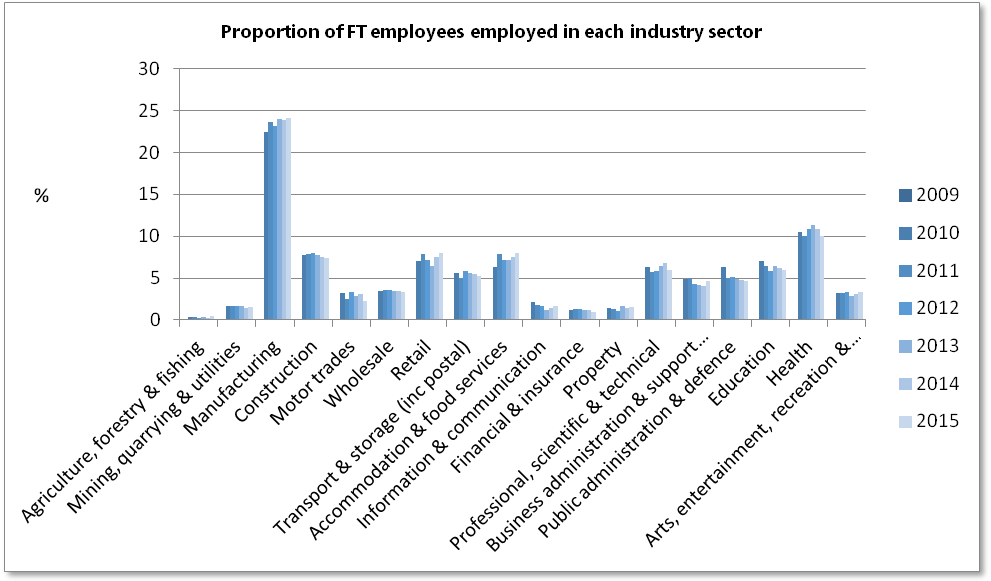 Proportion of FT employees employed in each industry sector
30
25
20
15
10
5
0
%
Agriculture, forestry & fishing
Mining, quarrying & utilities
Manufacturing
Construction
Motor trades
Wholesale
Retail
Transport & storage (inc postal)
Accommodation & food services
Information & communication
Financial & insurance
Property
Professional, scientific & technical
Business administration & support...
Public administration & defence
Education
Health
Arts, entertainment, recreation &...
2009
2010
2011
2012
2013
2014
2015